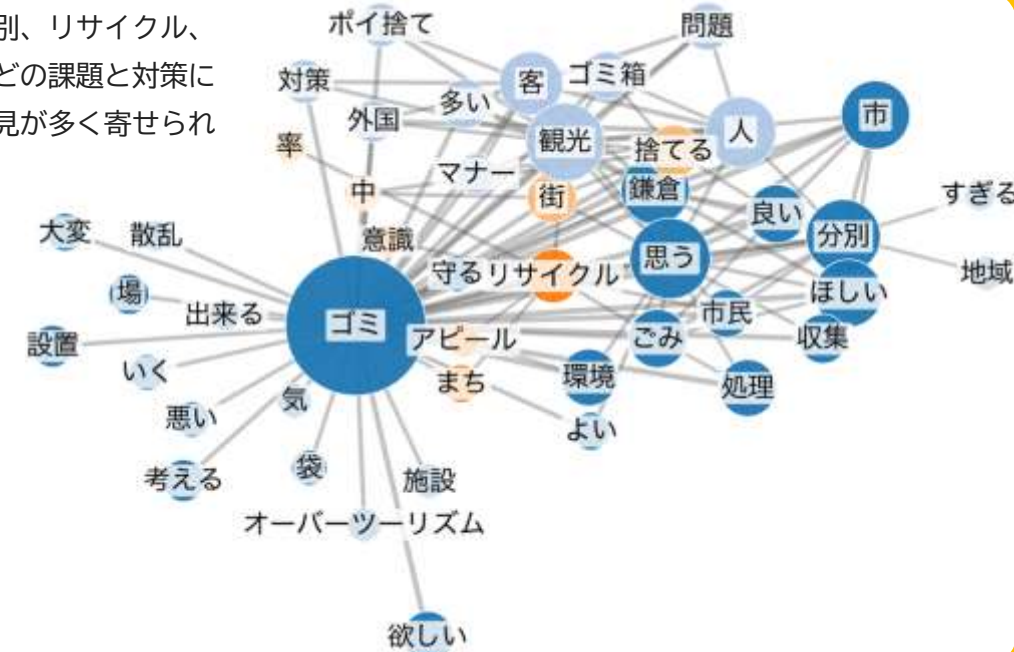 別、リサイクル、
どの課題と対策に
見が多く寄せられ
ポイ捨て
問題
対策
客
ゴミ箱
多い
市
外国
観光
人
率
捨てる
マナー
中
街
鎌倉
すぎる
良い
大変
散乱
意識
分別
思う
守る
リサイクル
地域
場
ほしい
出来る
市民
ゴミ
設置
アピール
ごみ
収集
いく
まち
環境
処理
気
悪い
よい
考える
袋
施設
オーバーツーリズム
欲しい